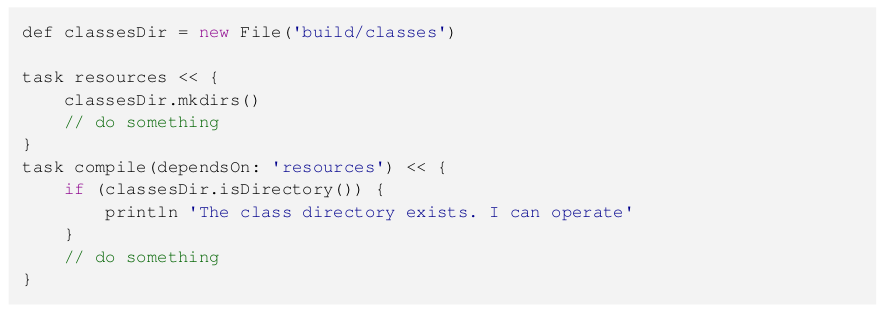 def classesDir = new File('build/classes')

task resources << {
    classesDir.mkdirs()
    // do something
}
task compile(dependsOn: 'resources') << {
    if (classesDir.isDirectory()) {
        println 'The class directory exists. I can operate'
    }
    // do something
}